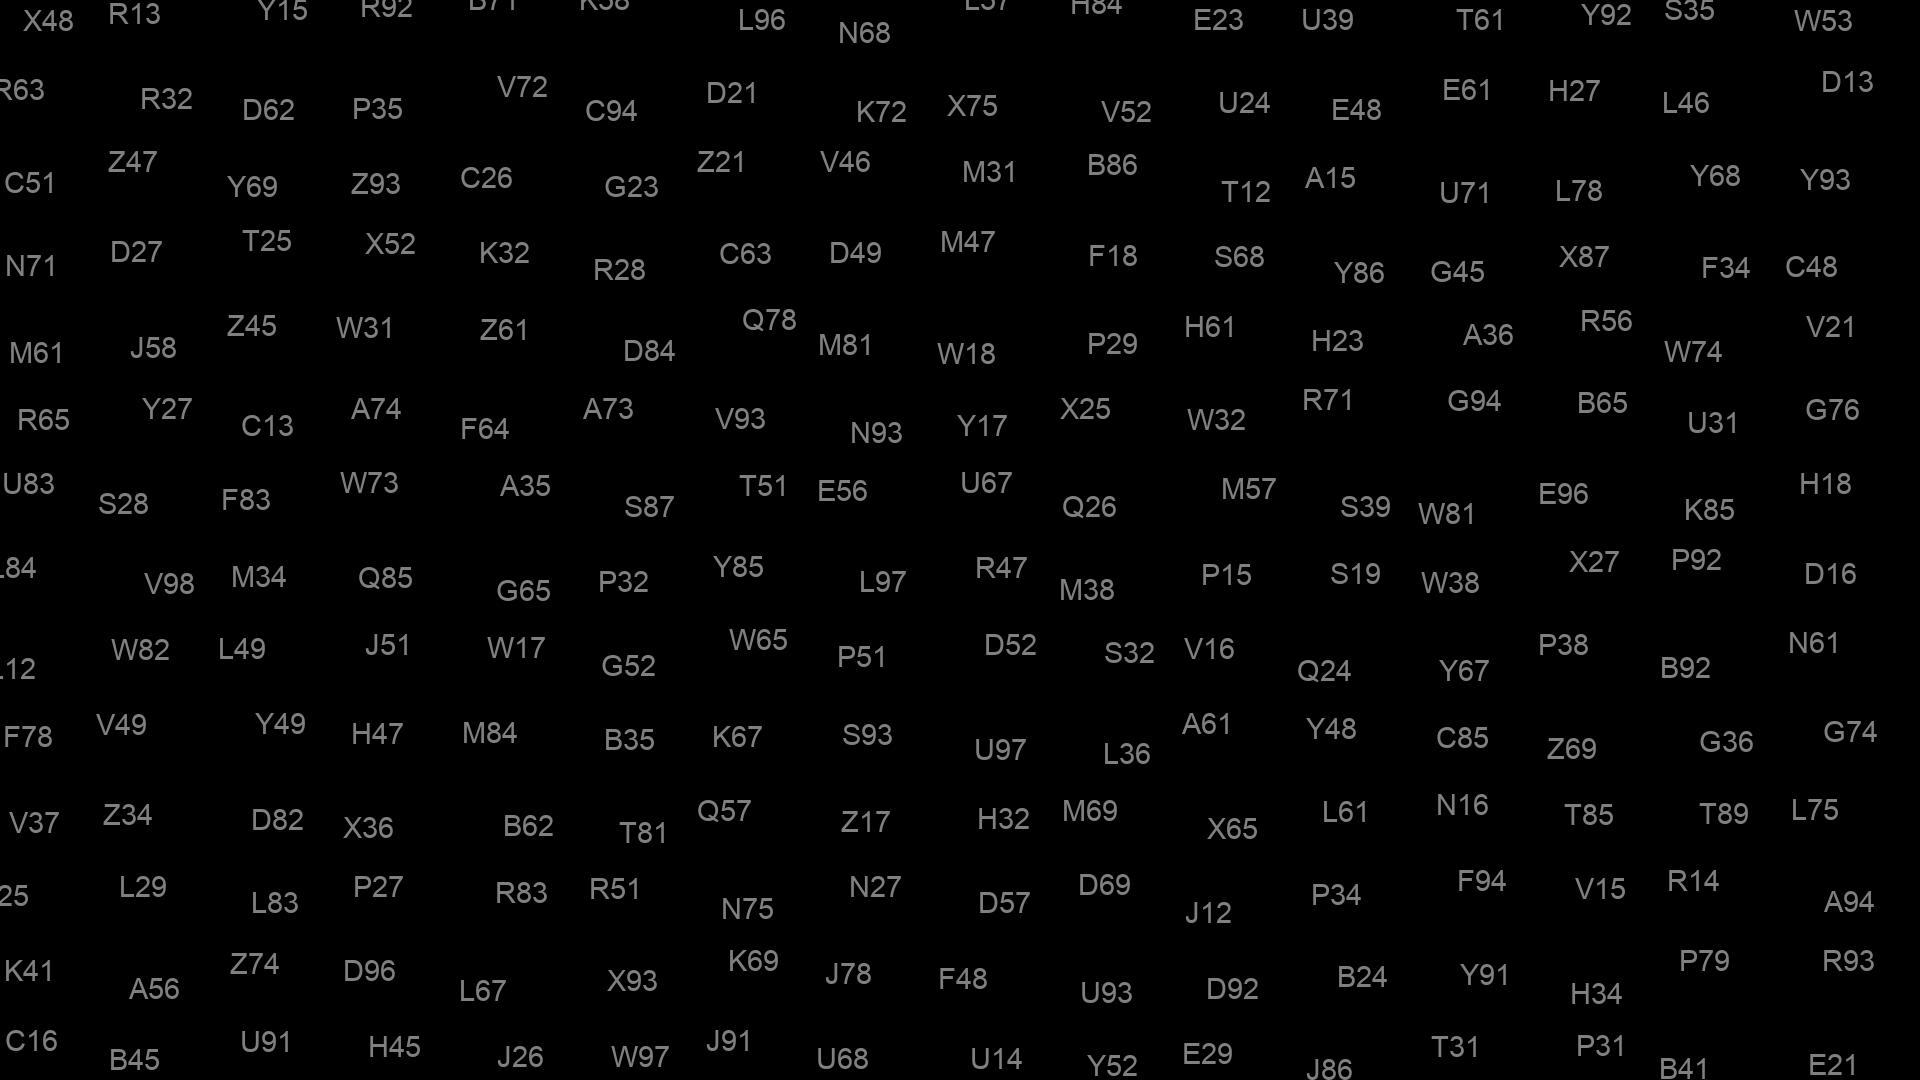 X48 R13 Y15 R92 B71 K58 L96 N68 L57 H84 E23 U39 T61 Y92 S35 W53
R63 R32 D62 P35 V72 C94 D21 K72 X75 V52 U24 E48 E61 H27 L46 D13
C51 Z47 Y69 Z93 C26 G23 Z21 V46 M31 B86 T12 A15 U71 L78 Y68 Y93
N71 D27 T25 X52 K32 R28 C63 D49 M47 F18 S68 Y86 G45 X87 F34 C48
M61 J58 Z45 W31 Z61 D84 Q78 M81 W18 P29 H61 H23 A36 R56 W74 V21
R65 Y27 C13 A74 F64 A73 V93 N93 Y17 X25 W32 R71 G94 B65 U31 G76
U83 S28 F83 W73 A35 S87 T51 E56 U67 Q26 M57 S39 W81 E96 K85 H18
L84 V98 M34 Q85 G65 P32 Y85 L97 R47 M38 P15 S19 W38 X27 P92 D16
L12 W82 L49 J51 W17 G52 W65 P51 D52 S32 V16 Q24 Y67 P38 B92 N61
F78 V49 Y49 H47 M84 B35 K67 S93 U97 L36 A61 Y48 C85 Z69 G36 G74
V37 Z34 D82 X36 B62 T81 Q57 Z17 H32 M69 X65 L61 N16 T85 T89 L75
25 L29 L83 P27 R83 R51 N75 N27 D57 D69 J12 P34 F94 V15 R14 A94
K41 A56 Z74 D96 L67 X93 K69 J78 F48 U93 D92 B24 Y91 H34 P79 R93
C16 B45 U91 H45 J26 W97 J91 U68 U14 Y52 E29 J86 T31 P31 B41 E21